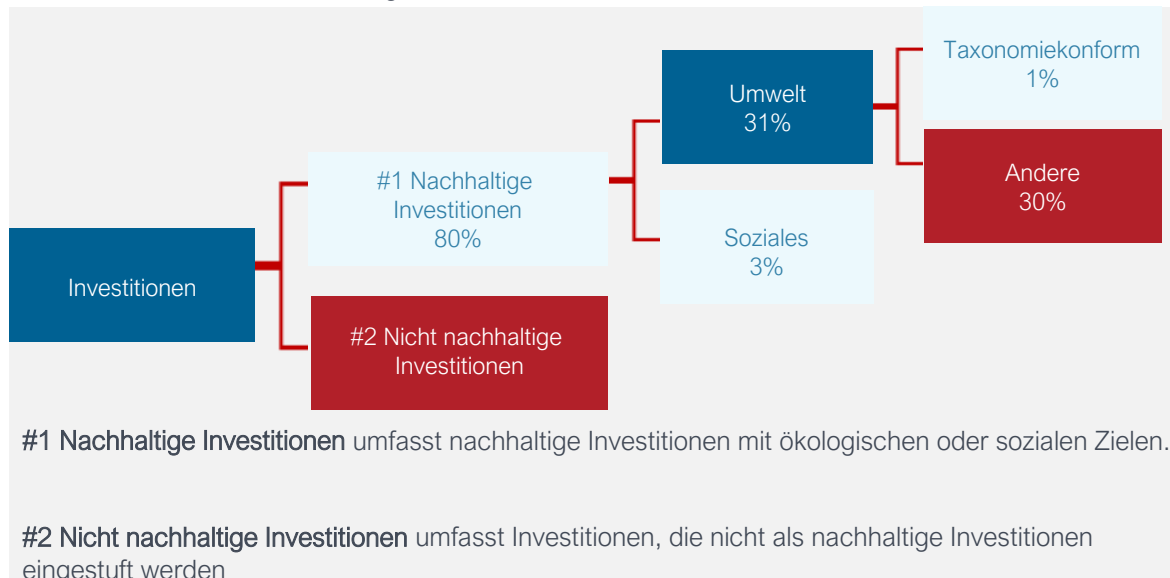 Taxonomiekonform
1%
Umwelt
31%
Andere
30%
#1 Nachhaltige
Investitionen
80%
Soziales
3%
Investitionen
#2 Nicht nachhaltige
Investitionen
#1 Nachhaltige Investitionen umfasst nachhaltige Investitionen mit ökologischen oder sozialen Zielen.
#2 Nicht nachhaltige Investitionen umfasst Investitionen, die nicht als nachhaltige Investitionen
eingestuft werden